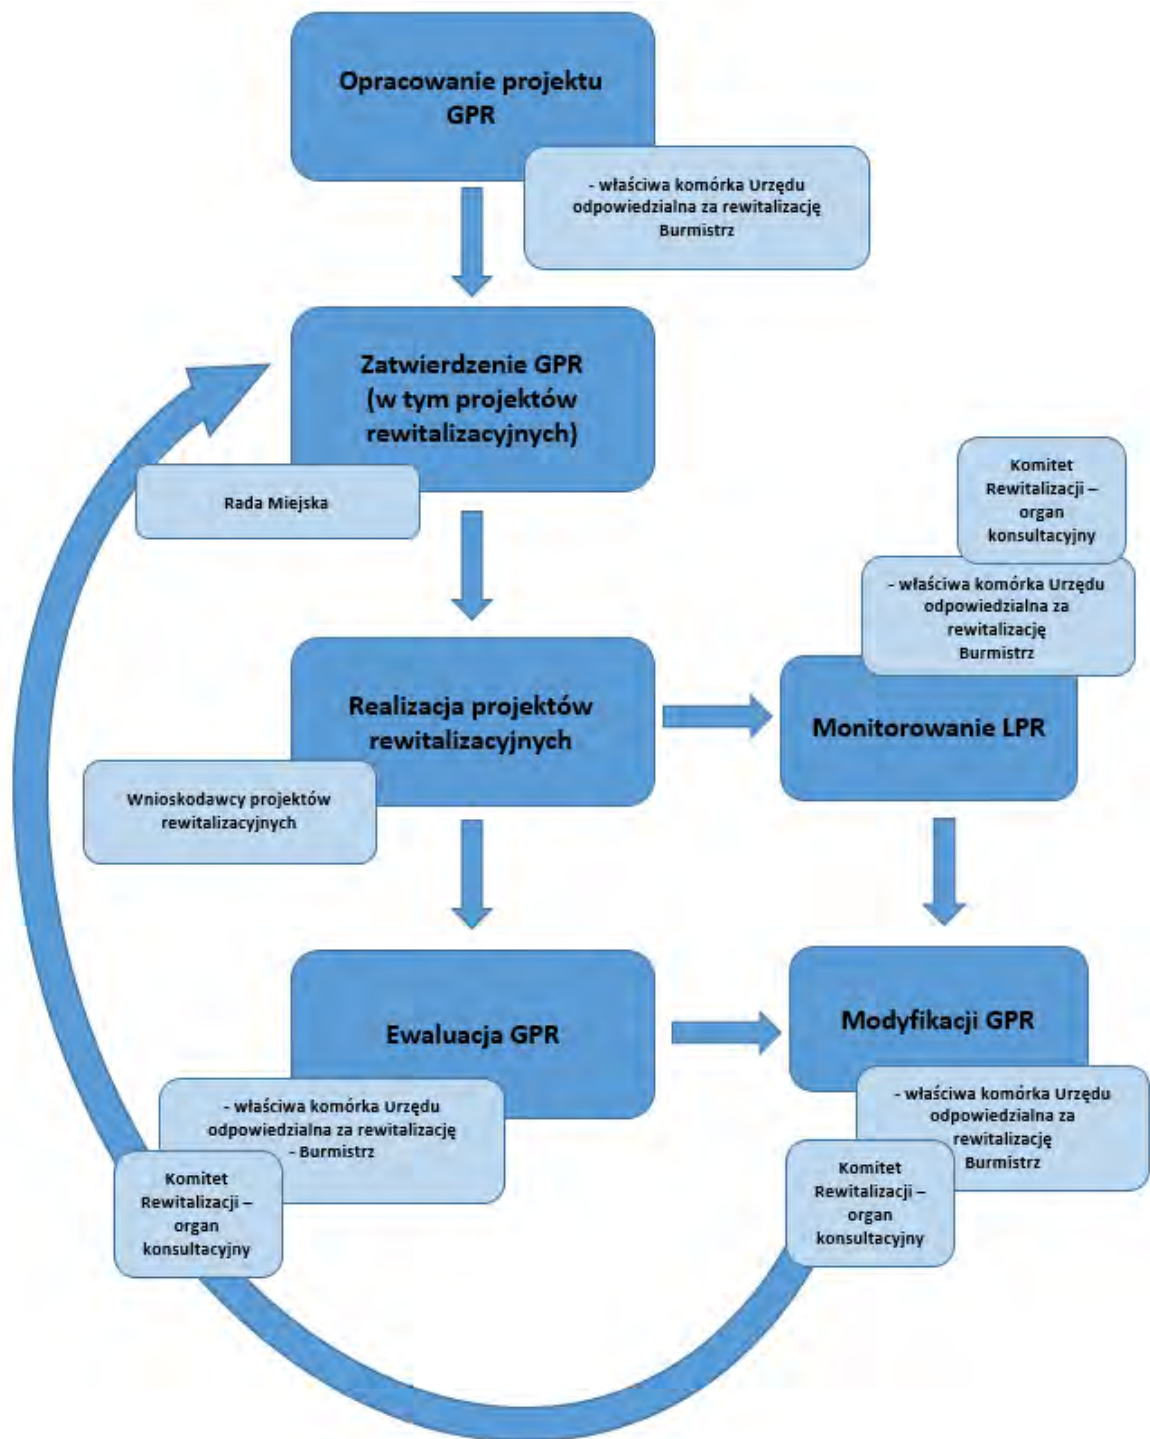 Opracowanie projektu
GPR
- właściwa komórka Urzędu
odpowiedzialna za rewitalizację
Burmistrz
Zatwierdzenie GPR
(w tym projektów
rewitalizacyjnych)
Rada Miejska
Komitet
Rewitalizacji –
organ
konsultacyjny
- właściwa komórka Urzędu
odpowiedzialna za
rewitalizację
Burmistrz
Realizacja projektów
rewitalizacyjnych
Monitorowanie LPR
Wnioskodawcy projektów
rewitalizacyjnych
Ewaluacja GPR
Modyfikacji GPR
- właściwa komórka Urzędu
odpowiedzialna za rewitalizację
- Burmistrz
Komitet
Rewitalizacji –
organ
konsultacyjny
- właściwa komórka Urzędu
odpowiedzialna za
rewitalizację
Burmistrz
Komitet
Rewitalizacji –
organ
konsultacyjny